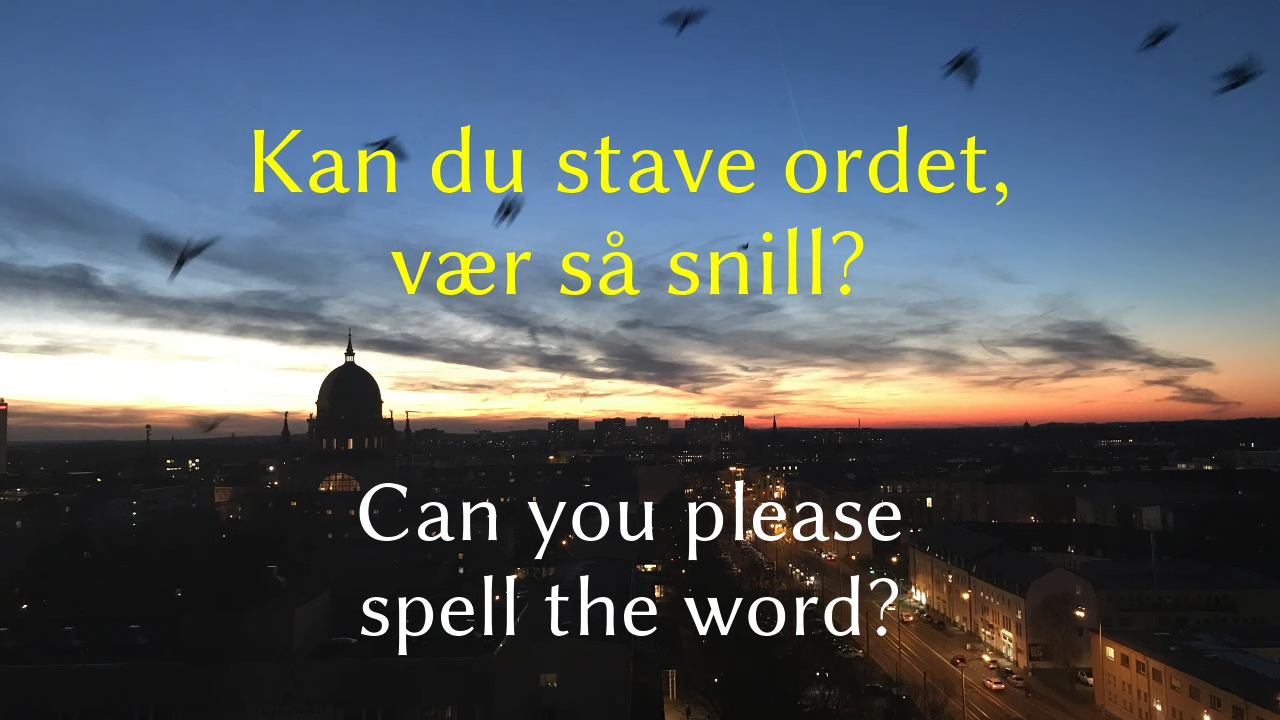 Kan du stave ordet,
vær så snill?
Can you please
spell the word?